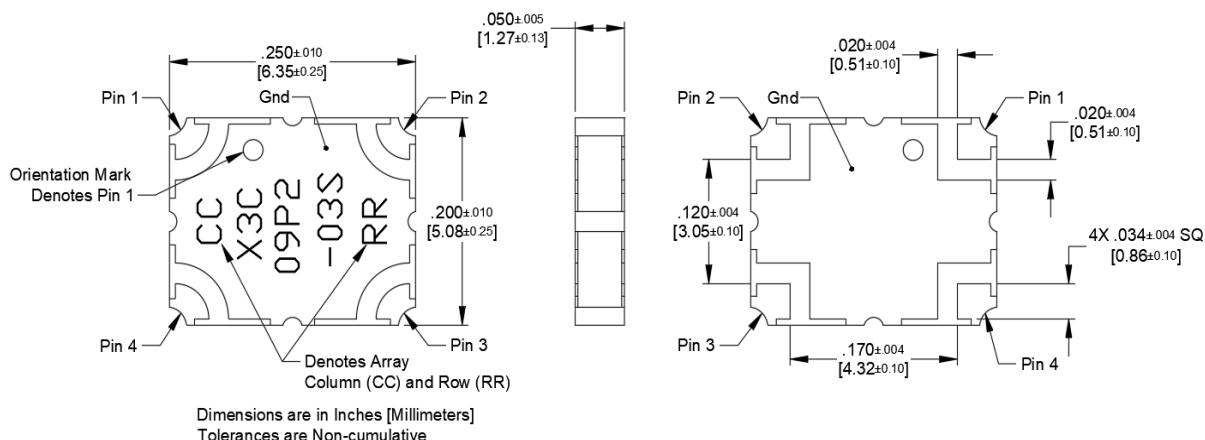 .250±.010
[6.35±0.25]
Pin 1
Gnd
Pin 2
Orientation Mark
Denotes Pin 1
CC
X3C
09P2
-03S
RR
.200±.010
[5.08±0.25]
Pin 4
Pin 3
Denotes Array
Column (CC) and Row (RR)
Dimensions are in Inches [Millimeters]
Tolerances are Non-cumulative
.050±.005
[1.27±0.13]
.020±.004
[0.51±0.10]
Pin 2
Gnd
Pin 1
.020±.004
[0.51±0.10]
.120±.004
[3.05±0.10]
4X .034±.004 SQ
[0.86±0.10]
Pin 3
.170±.004
[4.32±0.10]
Pin 4